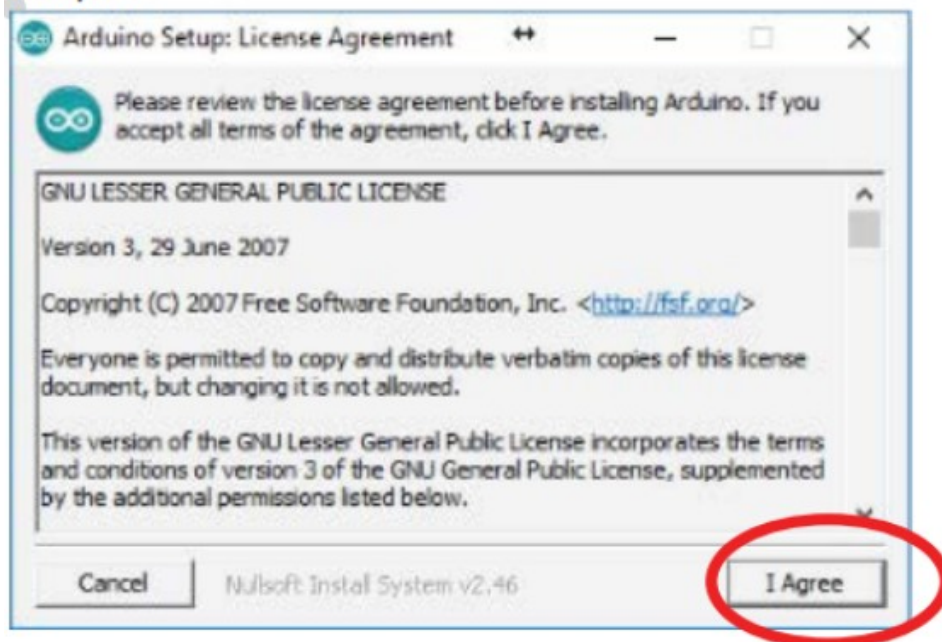 Arduino Setup: License Agreement
Please review the license agreement before installing Arduino. If you
accept all terms of the agreement, click I Agree.
GNU LESSER GENERAL PUBLIC LICENSE
Version 3, 29 June 2007
Copyright (C) 2007 Free Software Foundation, Inc. <http://fsf.org/>
Everyone is permitted to copy and distribute verbatim copies of this license
document, but changing it is not allowed.
This version of the GNU Lesser General Public License incorporates the terms
and conditions of version 3 of the GNU General Public License, supplemented
by the additional permissions listed below.
Cancel Nullsoft Install System v2.46 I Agree